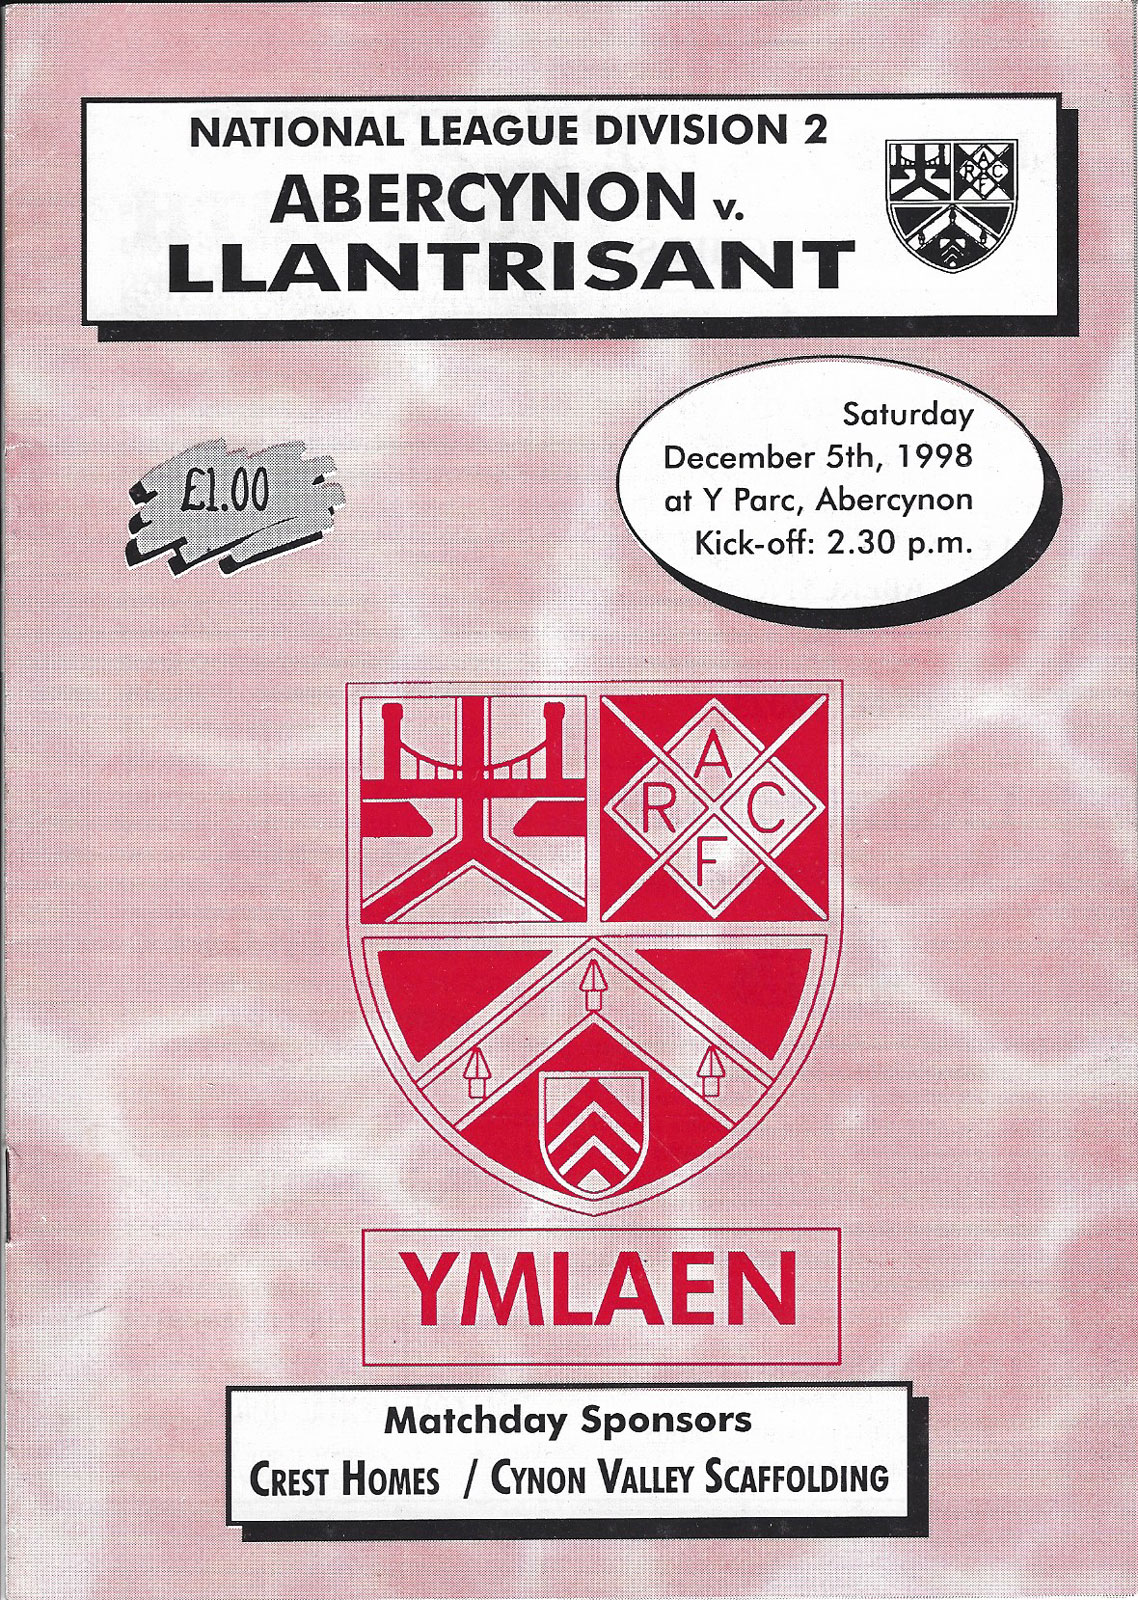 NATIONAL LEAGUE DIVISION 2
ABERCYNON v.
LLANTRISANT
A
R C
F
Saturday
December 5th, 1998
at Y Parc, Abercynon
Kick-off: 2.30 p.m.
£1.00
A
R C
F
YMLAEN
Matchday Sponsors
CREST HOMES / CYNON VALLEY SCAFFOLDING